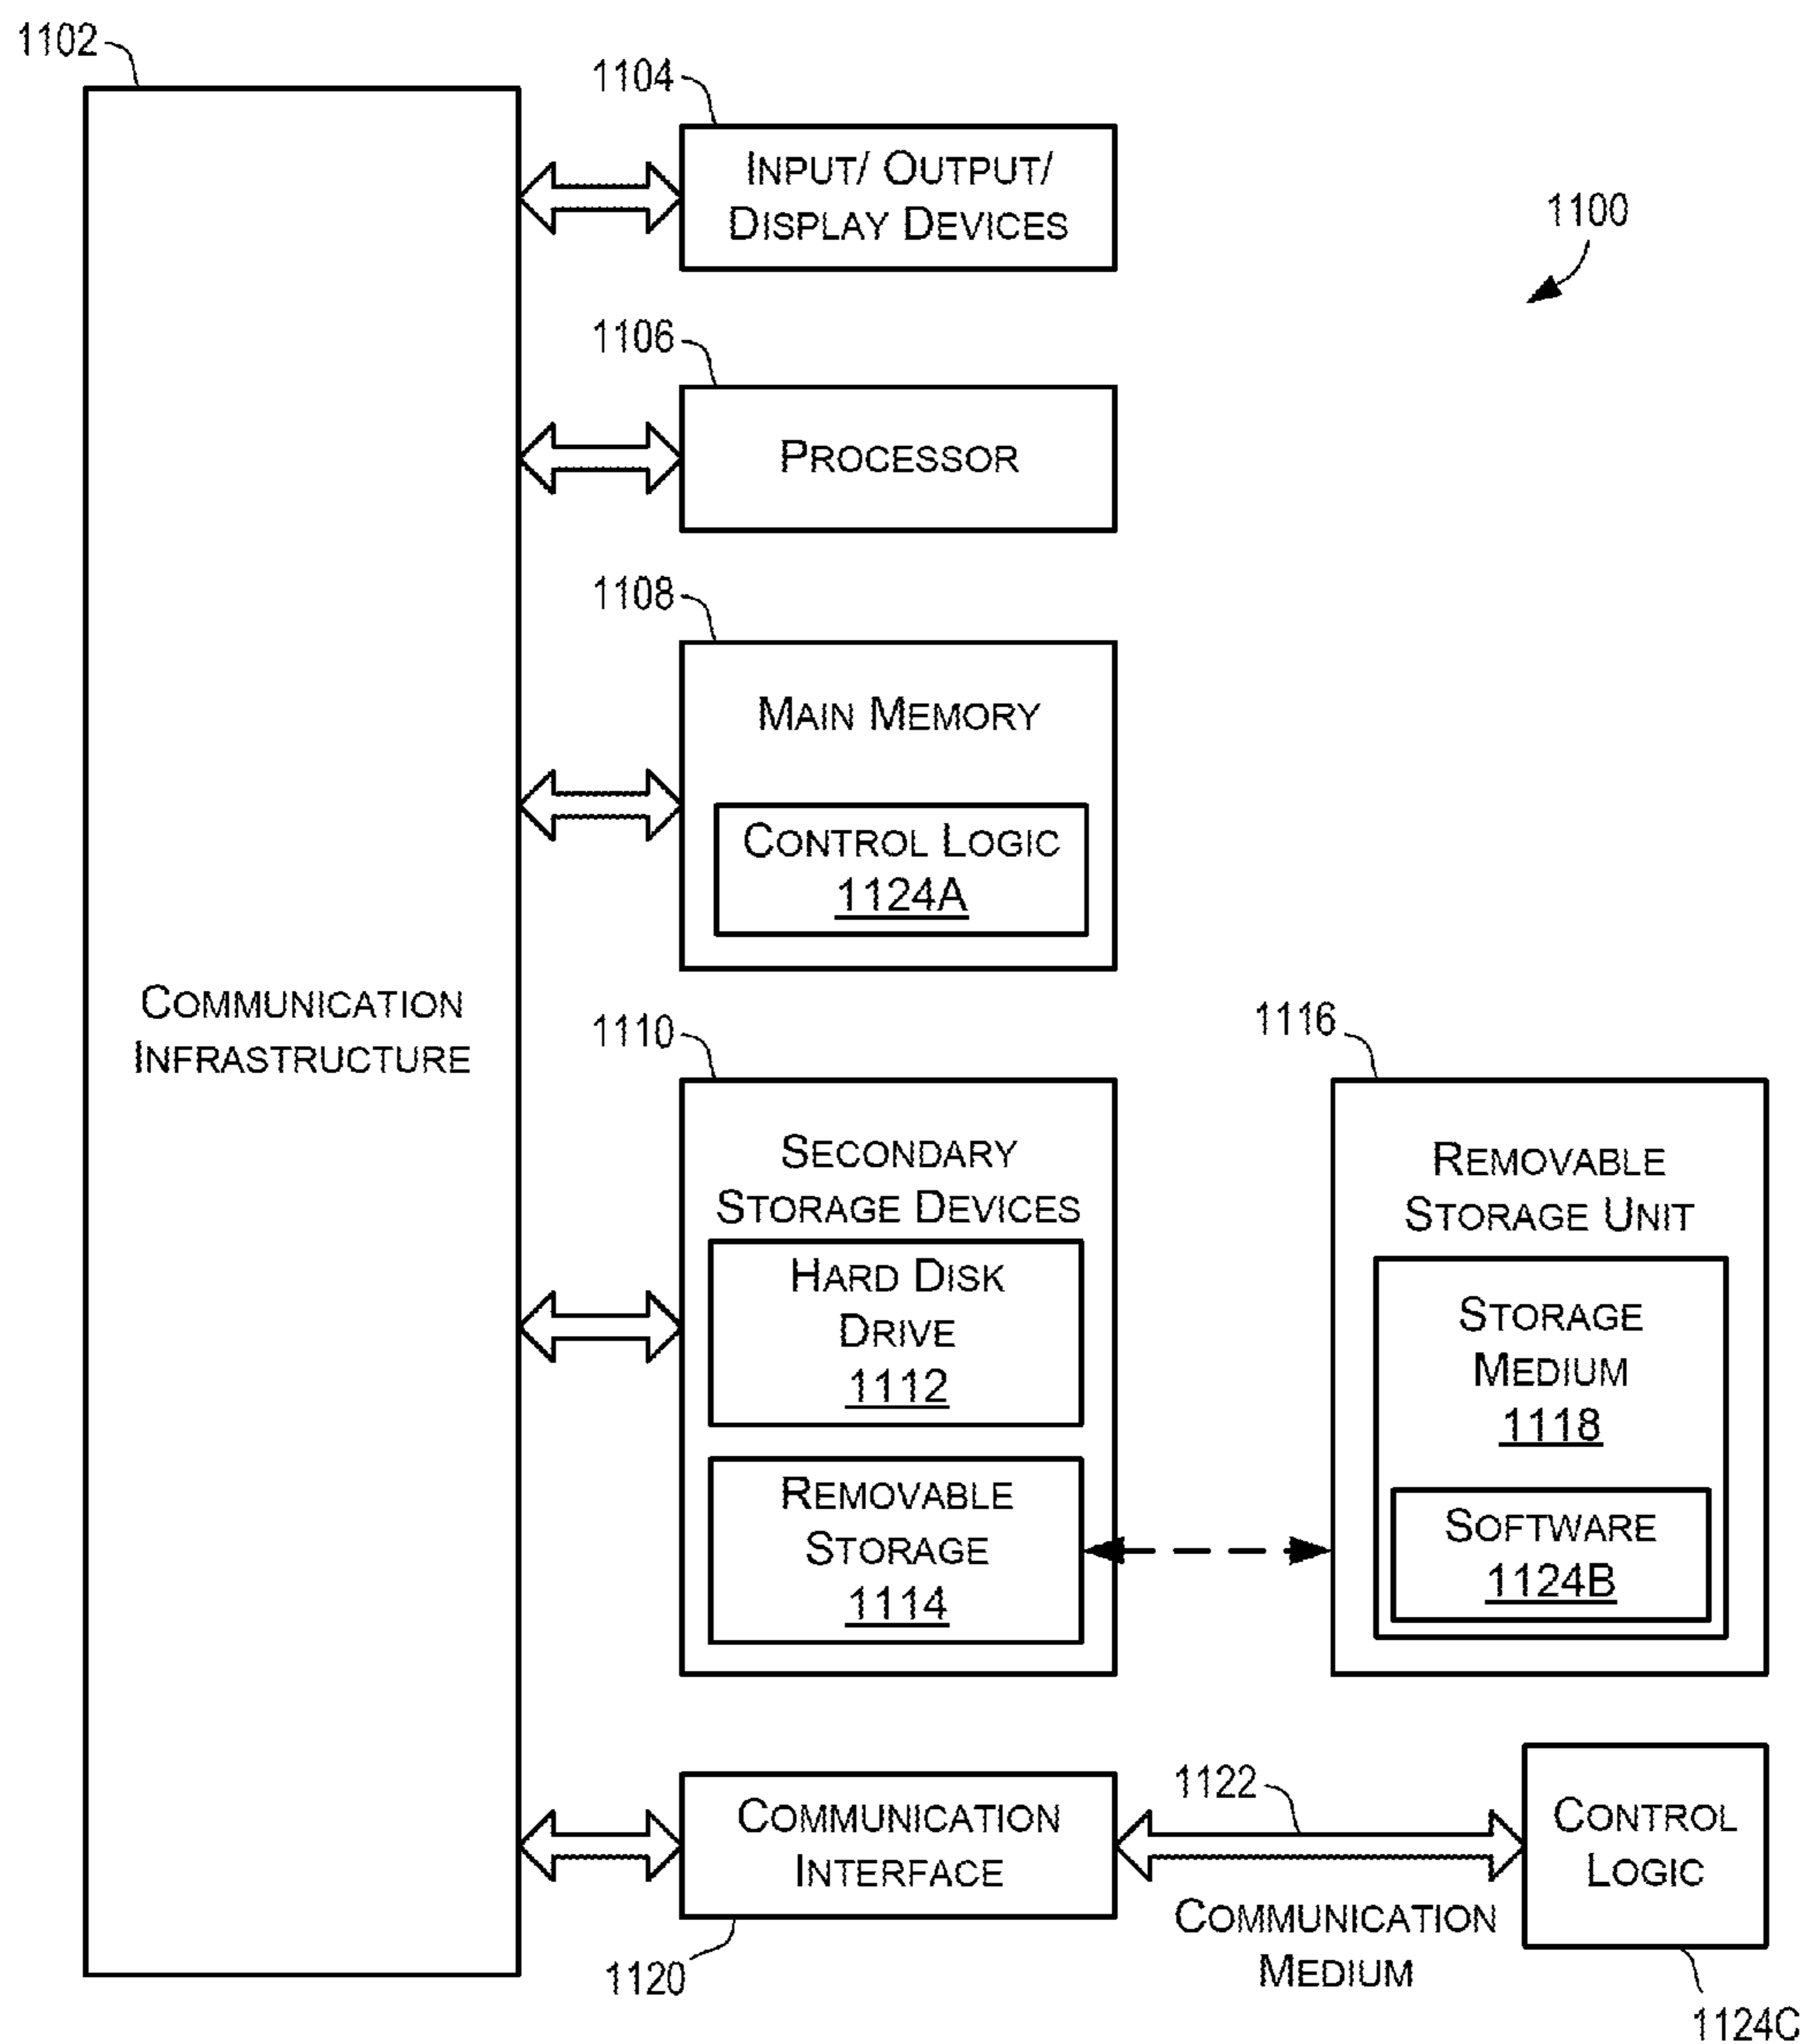 1102
1104
INPUT/ OUTPUT/
DISPLAY DEVICES
1100
1106
PROCESSOR
1108
MAIN MEMORY
CONTROL LOGIC
1124A
COMMUNICATION
INFRASTRUCTURE
1110
SECONDARY
STORAGE DEVICES
HARD DISK
DRIVE
1112
REMOVABLE
STORAGE
1114
1116
REMOVABLE
STORAGE UNIT
STORAGE
MEDIUM
1118
SOFTWARE
1124B
COMMUNICATION
INTERFACE
1120
1122
COMMUNICATION
MEDIUM
CONTROL
LOGIC
1124C